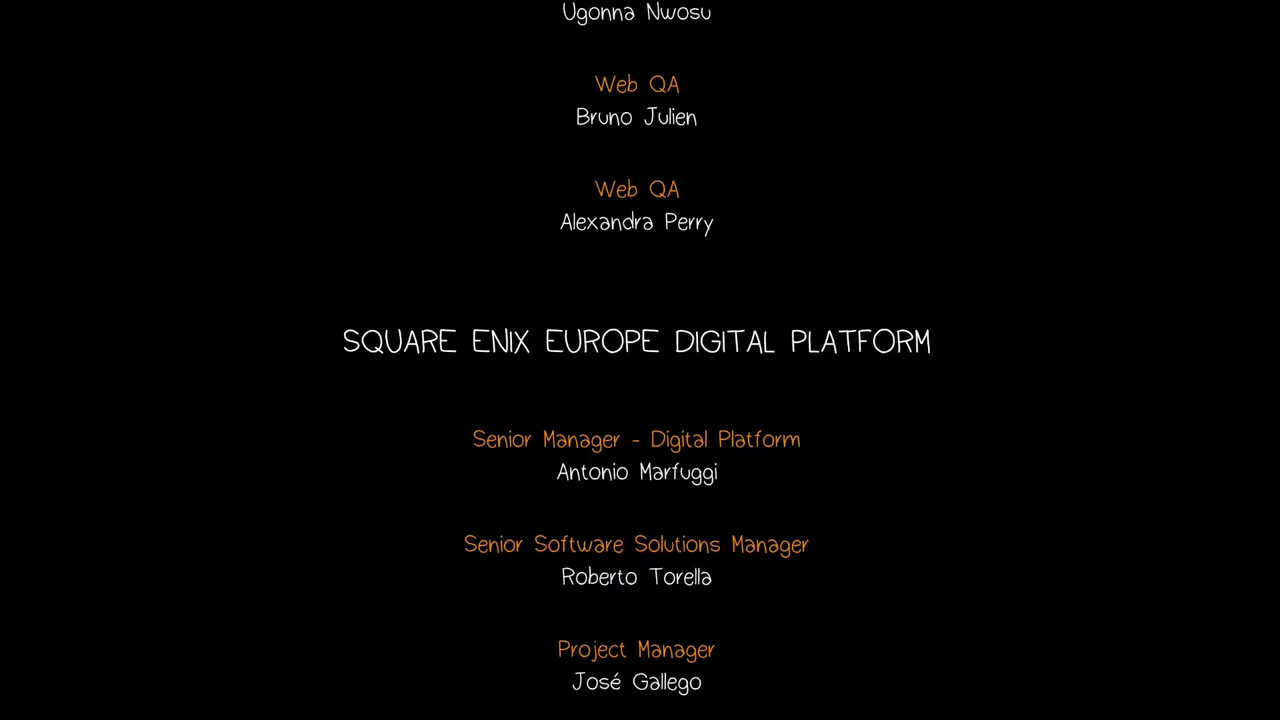 Ugonna Nwosu
Web QA
Bruno Julien
Web QA
Alexandra Perry
SQUARE ENIX EUROPE DIGITAL PLATFORM
Senior Manager - Digital Platform
Antonio Marfuggi
Senior Software Solutions Manager
Roberto Torella
Project Manager
José Gallego